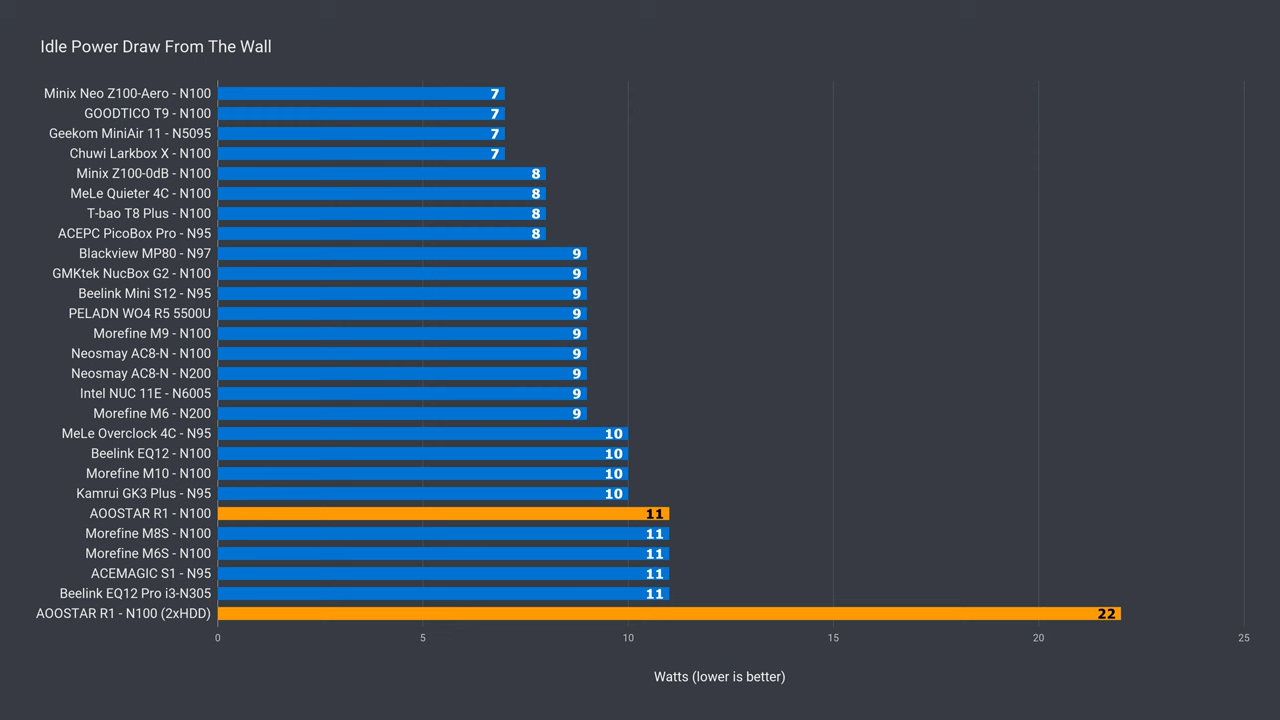 Idle Power Draw From The Wall
Minix Neo Z100-Aero - N100 7
GOODTICO T9 - N100 7
Geekom MiniAir 11 - N5095 7
Chuwi Larkbox X - N100 7
Minix Z100-0dB - N100 8
MeLe Quieter 4C - N100 8
T-bao T8 Plus - N100 8
ACEPC PicoBox Pro - N95 8
Blackview MP80 - N97 9
GMKtek NucBox G2 - N100 9
Beelink Mini S12 - N95 9
PELADN WO4 R5 5500U 9
Morefine M9 - N100 9
Neosmay AC8-N - N100 9
Neosmay AC8-N - N200 9
Intel NUC 11E - N6005 9
Morefine M6 - N200 9
MeLe Overclock 4C - N95 10
Beelink EQ12 - N100 10
Morefine M10 - N100 10
Kamrui GK3 Plus - N95 10
AOOSTAR R1 - N100 11
Morefine M8S - N100 11
Morefine M6S - N100 11
ACEMAGIC S1 - N95 11
Beelink EQ12 Pro i3-N305 11
AOOSTAR R1 - N100 (2xHDD) 22
0 5 10 15 20 25
Watts (lower is better)